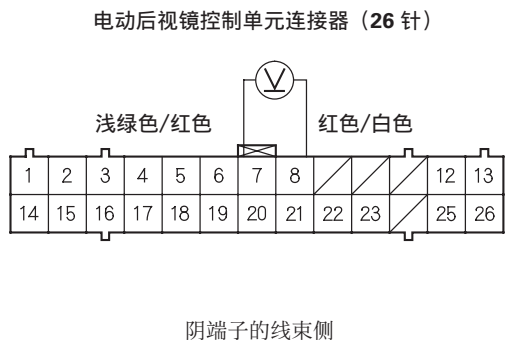 电动后视镜控制单元连接器（26 针）
V
浅绿色/红色 红色/白色
1 2 3 4 5 6 7 8 12 13
14 15 16 17 18 19 20 21 22 23 25 26
阴端子的线束侧